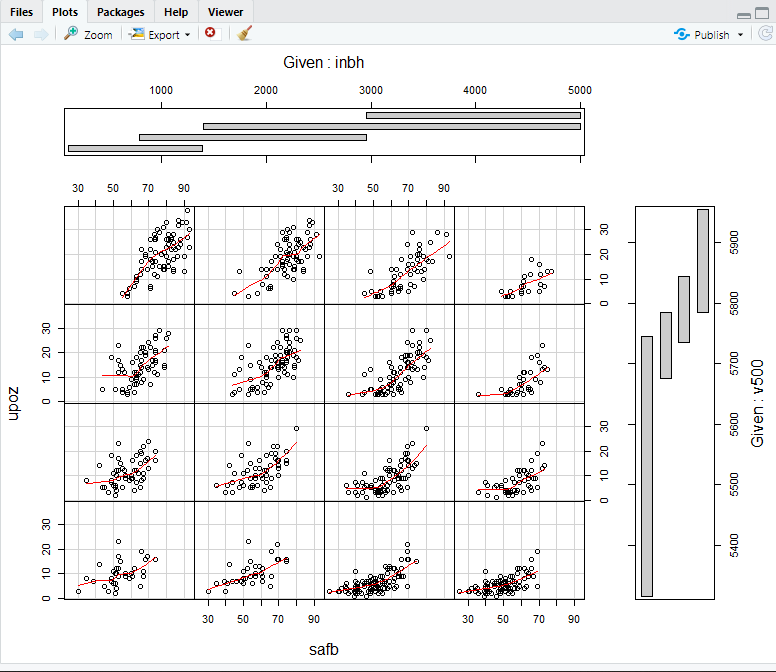 Files Plots Packages Help Viewer
Zoom Export Publish
Given : inbh
1000 2000 3000 4000 5000
30 50 70 90 30 50 70 90
0 10 20 30
0 10 20 30
0 10 20 30
0 10 20 30
30 50 70 90 30 50 70 90
upoz
safb
5400 5500 5600 5700 5800 5900
Given : v500